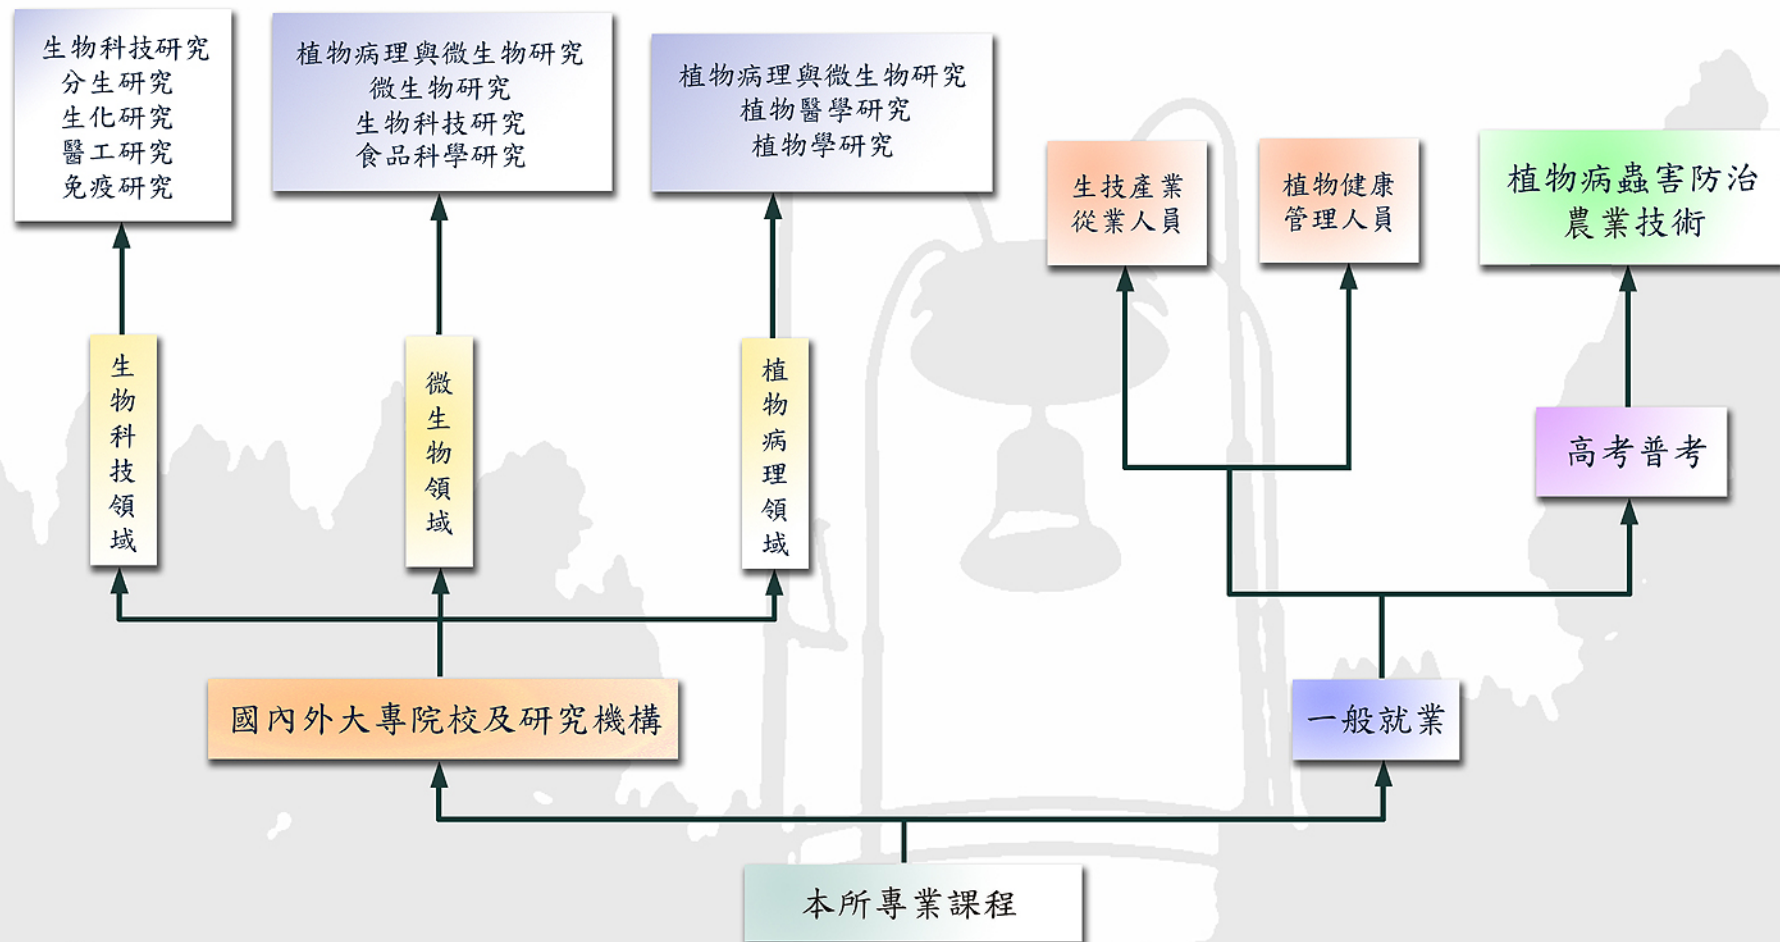 生物科技研究
分生研究
生化研究
醫工研究
免疫研究
植物病理與微生物研究
微生物研究
生物科技研究
食品科學研究
植物病理與微生物研究
植物醫學研究
植物學研究
生技產業
從業人員
植物健康
管理人員
植物病蟲害防治
農業技術
生物科技領域
微生物領域
植物病理領域
高考普考
國內外大專院校及研究機構
一般就業
本所專業課程